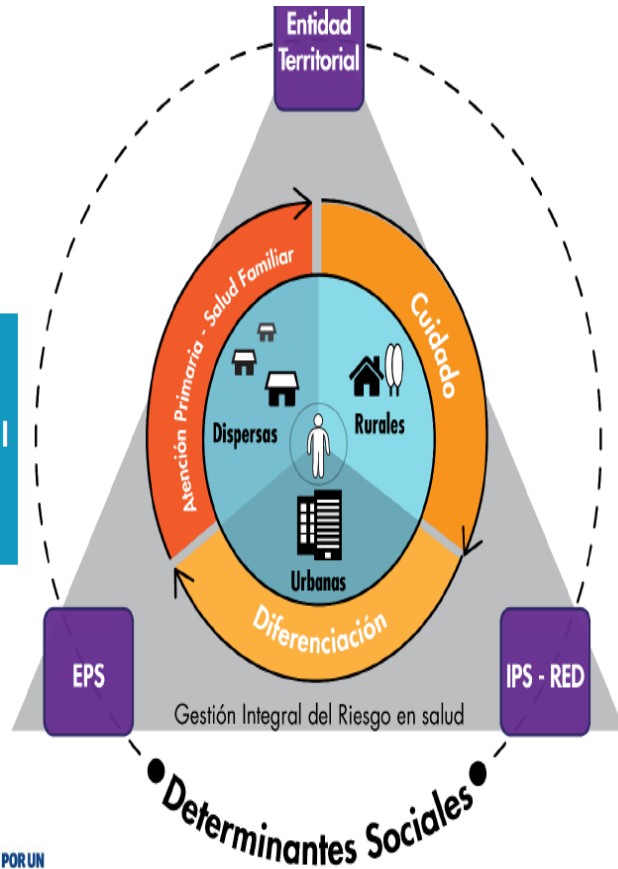 Entidad
Territorial
Atención Primaria - Salud Familiar
Cuidado
Dispersas
Rurales
Urbanas
Diferenciación
EPS
IPS - RED
Gestión Integral del Riesgo en salud
Determinantes Sociales
POR UN
I